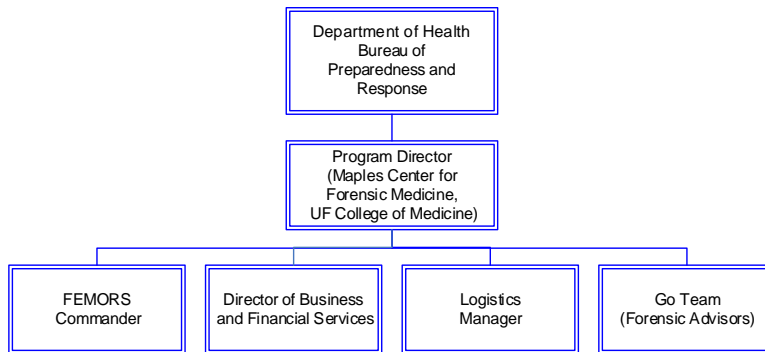 Department of Health
Bureau of
Preparedness and
Response
Program Director
(Maples Center for
Forensic Medicine,
UF College of Medicine)
FEMORS
Commander
Director of Business
and Financial Services
Logistics
Manager
Go Team
(Forensic Advisors)